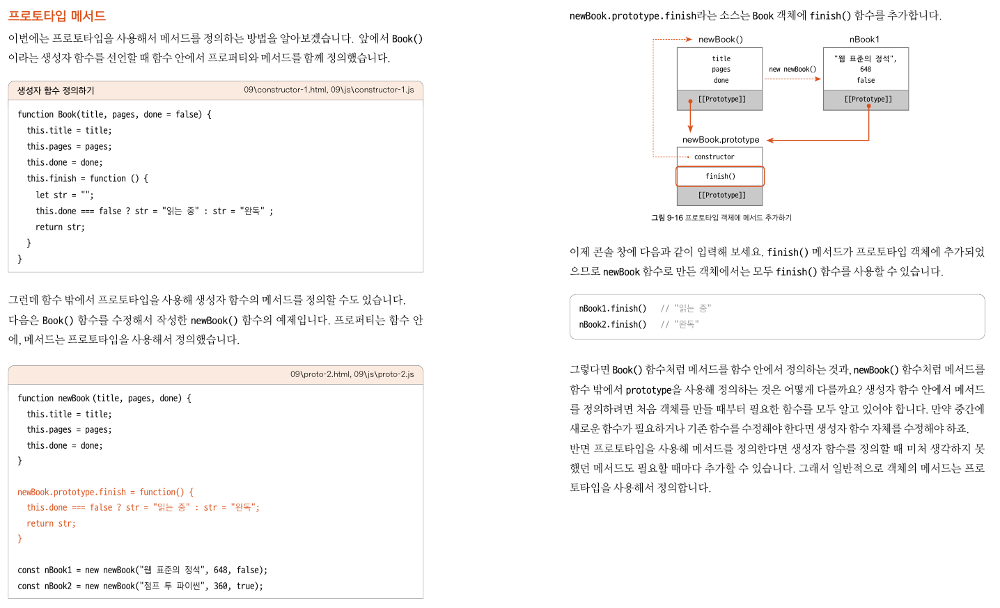 프로토타입 메서드
이번에는 프로토타입을 사용해서 메서드를 정의하는 방법을 알아보겠습니다. 앞에서 Book()
이라는 생성자 함수를 선언할 때 함수 안에서 프로퍼티와 메서드를 함께 정의했습니다.
생성자 함수 정의하기 09\constructor-1.html, 09\js\constructor-1.js
function Book(title, pages, done = false) {
this.title = title;
this.pages = pages;
this.done = done;
this.finish = function () {
let str = "";
this.done === false ? str = "읽는 중" : str = "완독" ;
return str;
}
}
그런데 함수 밖에서 프로토타입을 사용해 생성자 함수의 메서드를 정의할 수도 있습니다.
다음은 Book() 함수를 수정해서 작성한 newBook() 함수의 예제입니다. 프로퍼티는 함수 안
에, 메서드는 프로토타입을 사용해서 정의했습니다.
09\proto-2.html, 09\js\proto-2.js
function newBook (title, pages, done) {
this.title = title;
this.pages = pages;
this.done = done;
}
newBook.prototype.finish = function() {
this.done === false ? str = "읽는 중" : str = "완독";
return str;
}
const nBook1 = new newBook("웹 표준의 정석", 648, false);
const nBook2 = new newBook("점프 투 파이썬", 360, true);
newBook.prototype.finish라는 소스는 Book 객체에 finish() 함수를 추가합니다.
newBook()
title
pages
done
[[Prototype]]
new newBook()
nBook1
"웹 표준의 정석",
648
false
[[Prototype]]
newBook.prototype
constructor
finish()
[[Prototype]]
그림 9-16 프로토타입 객체에 메서드 추가하기
이제 콘솔 창에 다음과 같이 입력해 보세요. finish() 메서드가 프로토타입 객체에 추가되었
으므로 newBook 함수로 만든 객체에서는 모두 finish() 함수를 사용할 수 있습니다.
nBook1.finish() // "읽는 중"
nBook2.finish() // "완독"
그렇다면 Book() 함수처럼 메서드를 함수 안에서 정의하는 것과, newBook() 함수처럼 메서드를
함수 밖에서 prototype을 사용해 정의하는 것은 어떻게 다를까요? 생성자 함수 안에서 메서드
를 정의하려면 처음 객체를 만들 때부터 필요한 함수를 모두 알고 있어야 합니다. 만약 중간에
새로운 함수가 필요하거나 기존 함수를 수정해야 한다면 생성자 함수 자체를 수정해야 하죠.
반면 프로토타입을 사용해 메서드를 정의한다면 생성자 함수를 정의할 때 미처 생각하지 못
했던 메서드도 필요할 때마다 추가할 수 있습니다. 그래서 일반적으로 객체의 메서드는 프로
토타입을 사용해서 정의합니다.